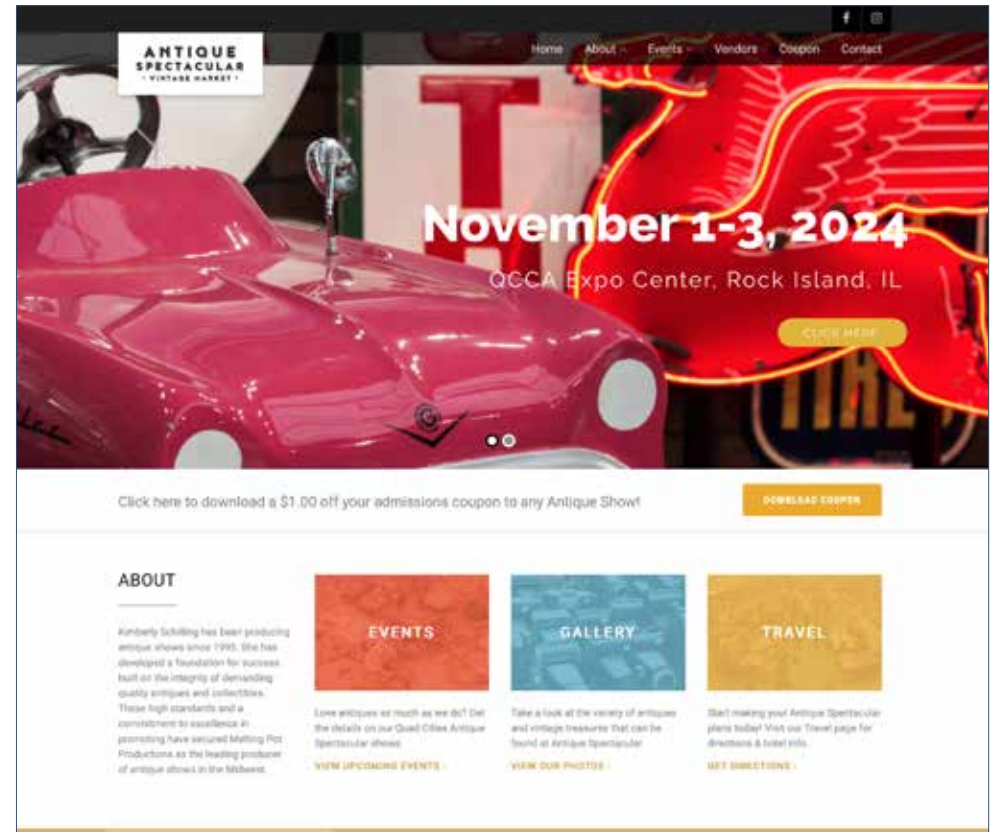 ANTIQUE
SPECTACULAR
· VINTAGE MARKET ·
Home About Events Vendors Coupon Contact
T
November 1-3, 2024
QCCA Expo Center, Rock Island, IL
CLICK HERE
TIRE
Click here to download a $1.00 off your admissions coupon to any Antique Show!
DOWNLOAD COUPON
ABOUT
Kimberly Schilling has been producing
antique shows since 1995. She has
developed a foundation for success
built on the integrity of demanding
quality antiques and collectibles.
These high standards and a
commitment to excellence in
promoting have secured Melting Pot
Productions as the leading producer
of antique shows in the Midwest.
EVENTS
Love antiques as much as we do? Get
the details on our Quad Cities Antique
Spectacular shows.
VIEW UPCOMING EVENTS ›
GALLERY
Take a look at the variety of antiques
and vintage treasures that can be
found at Antique Spectacular
VIEW OUR PHOTOS ›
TRAVEL
Start making your Antique Spectacular
plans today! Visit our Travel page for
directions & hotel info.
GET DIRECTIONS ›